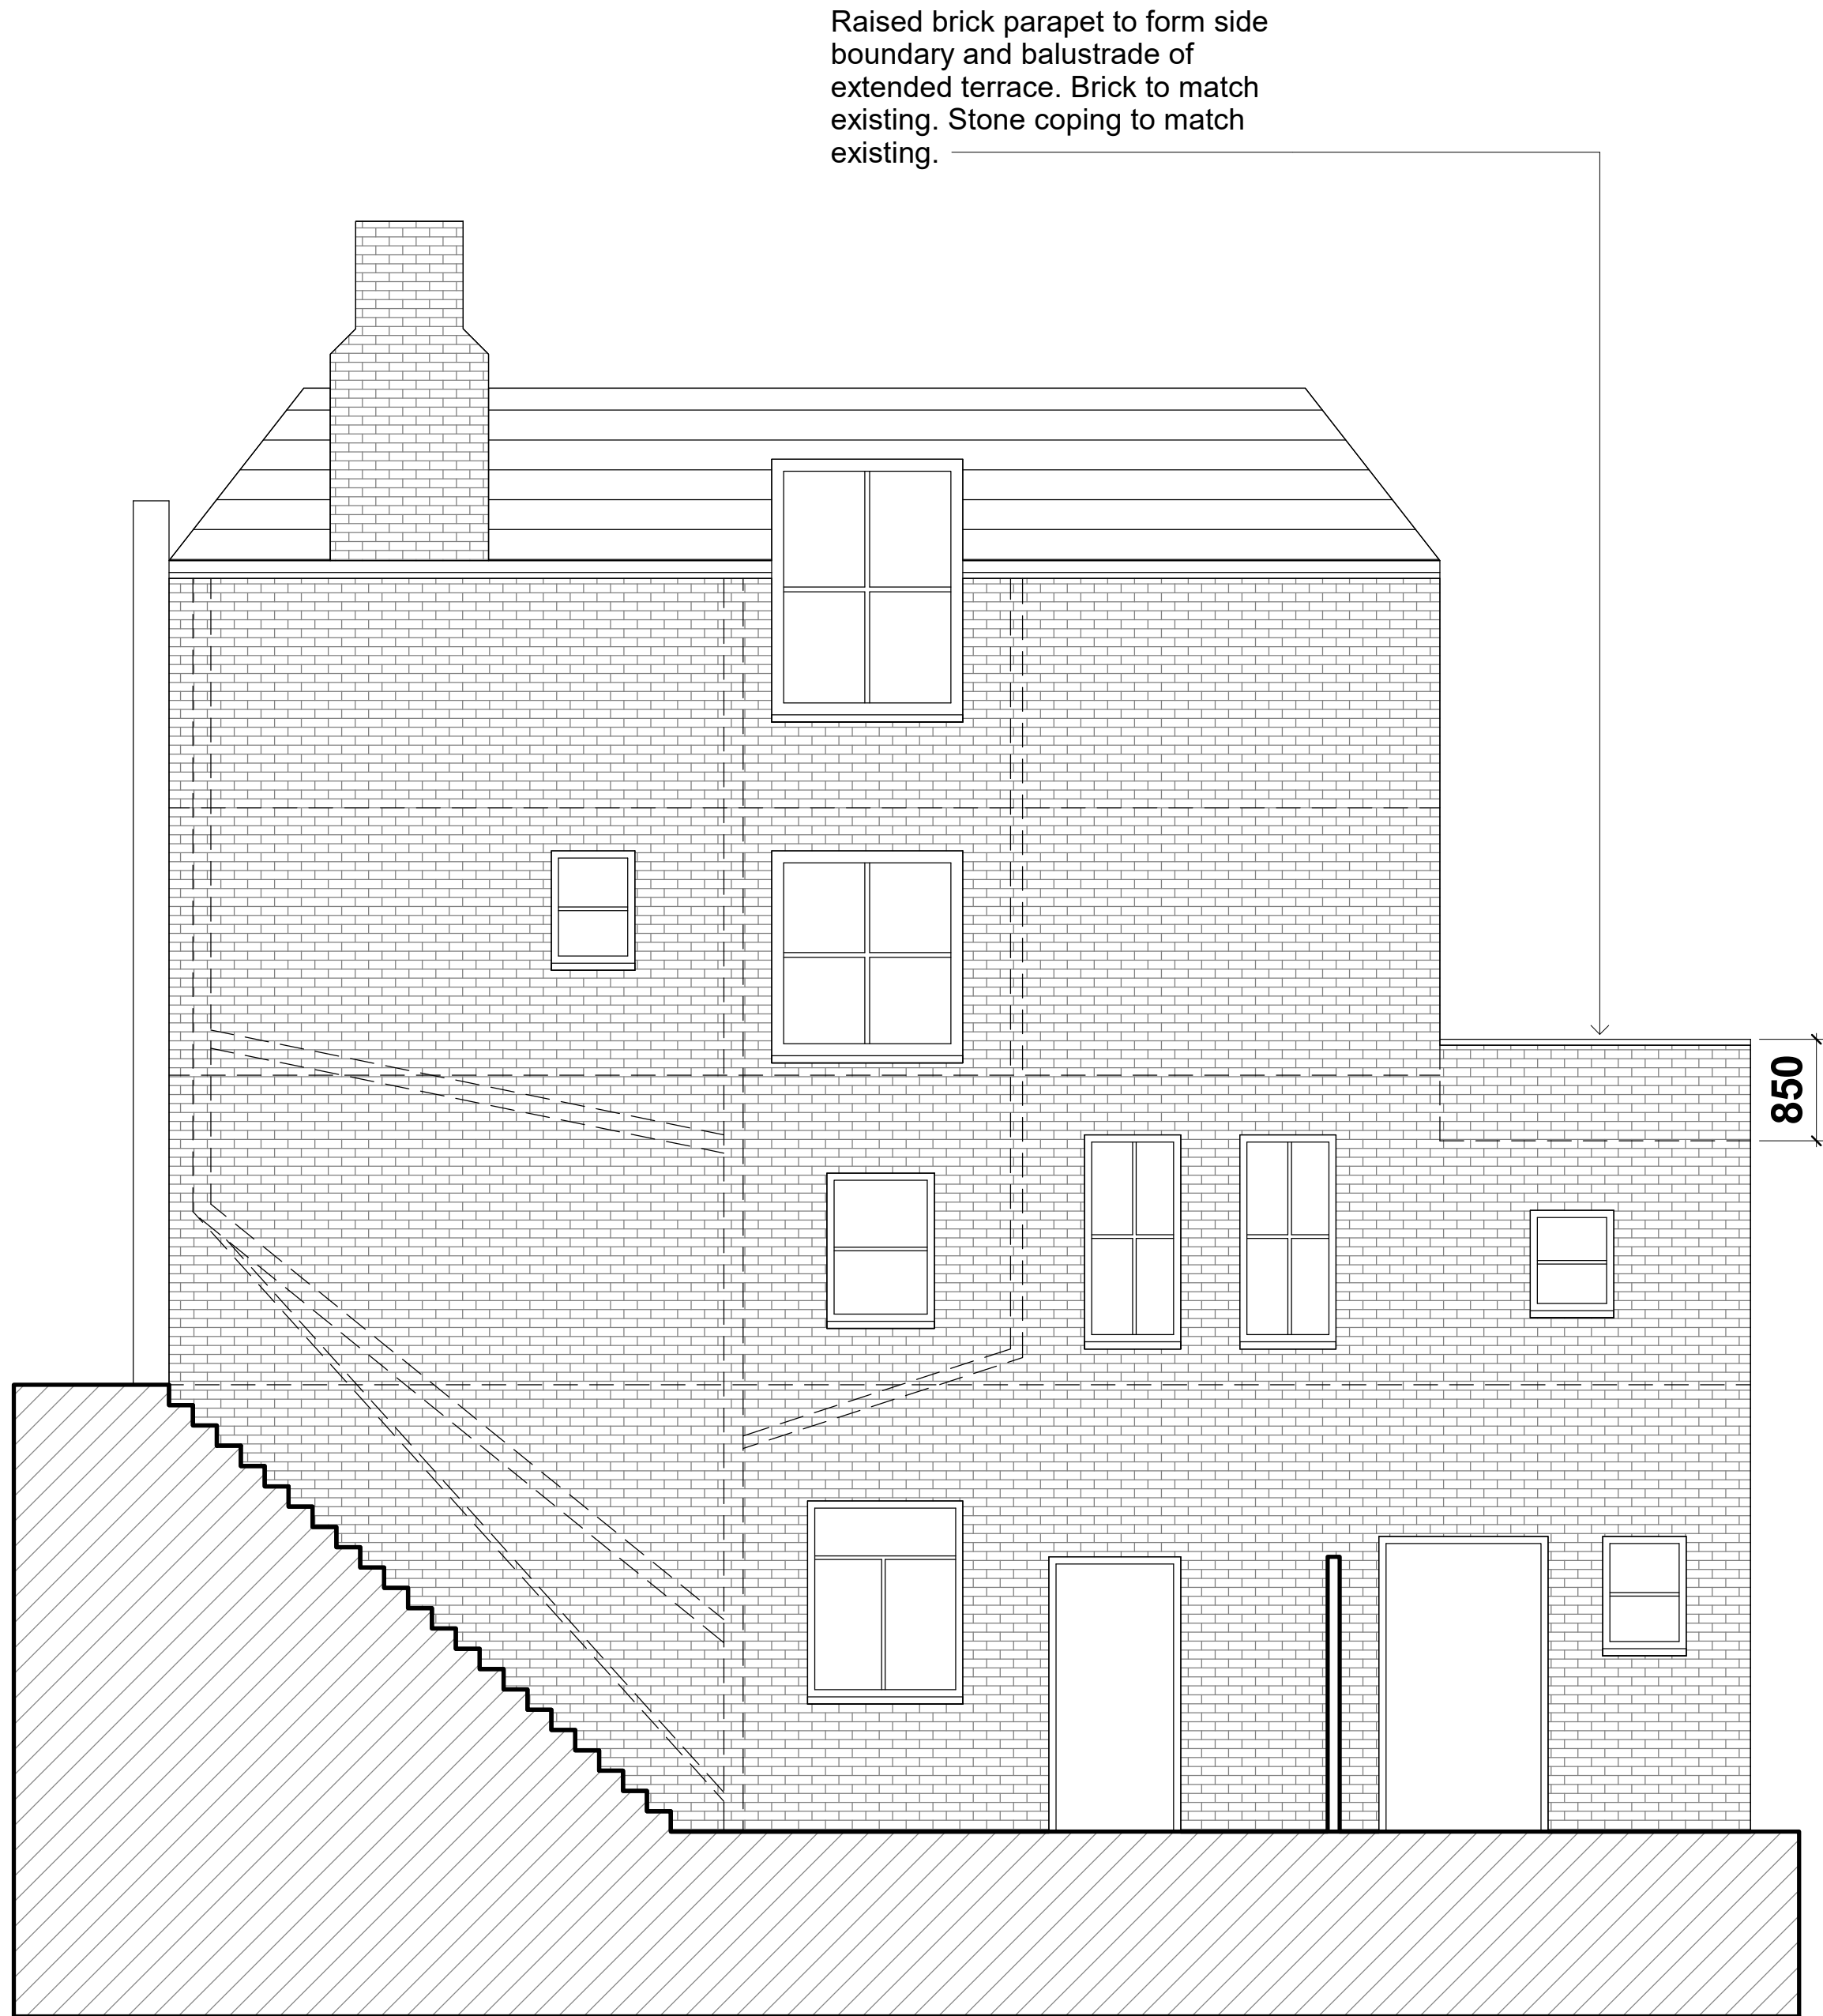 Raised brick parapet to form side
boundary and balustrade of
extended terrace. Brick to match
existing. Stone coping to match
existing.
850